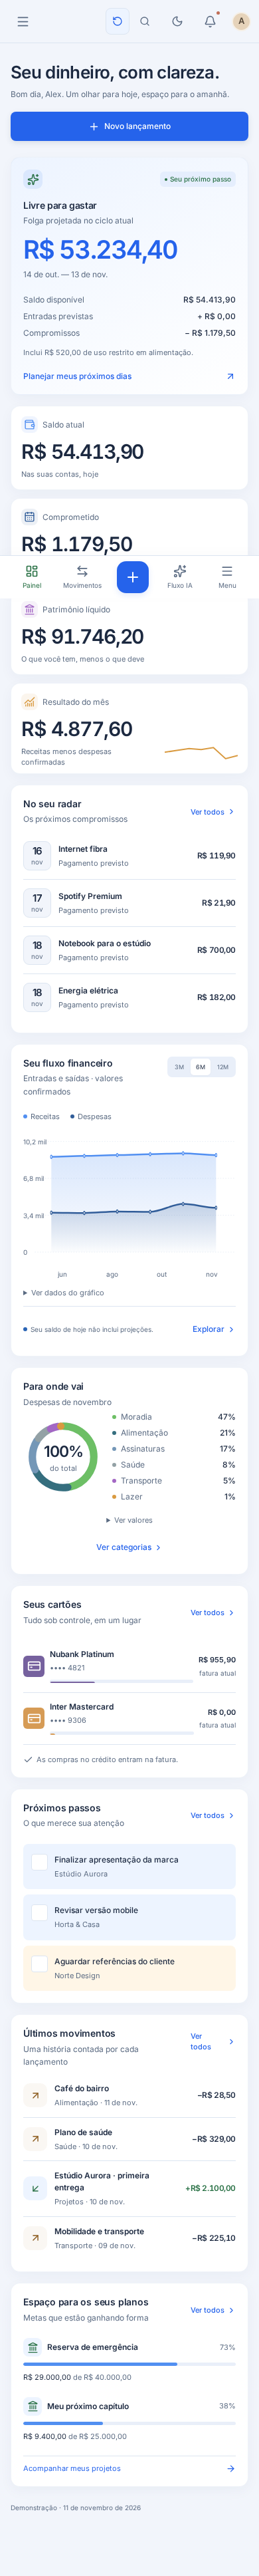 A
Seu dinheiro, com clareza.
Bom dia, Alex. Um olhar para hoje, espaço para o amanhã.
Novo lançamento
Seu próximo passo
Livre para gastar
Folga projetada no ciclo atual
R$ 53.234,40
14 de out. — 13 de nov.
Saldo disponível R$ 54.413,90
Entradas previstas + R$ 0,00
Compromissos − R$ 1.179,50
Inclui R$ 520,00 de uso restrito em alimentação.
Planejar meus próximos dias
Saldo atual
R$ 54.413,90
Nas suas contas, hoje
Comprometido
R$ 1.179,50
Painel Movimentos Fluxo IA Menu
Patrimônio líquido
R$ 91.746,20
O que você tem, menos o que deve
Resultado do mês
R$ 4.877,60
Receitas menos despesas
confirmadas
No seu radar
Os próximos compromissos
Ver todos
16 nov
Internet fibra
Pagamento previsto
R$ 119,90
17 nov
Spotify Premium
Pagamento previsto
R$ 21,90
18 nov
Notebook para o estúdio
Pagamento previsto
R$ 700,00
18 nov
Energia elétrica
Pagamento previsto
R$ 182,00
Seu fluxo financeiro
Entradas e saídas · valores
confirmados
3M 6M 12M
Receitas Despesas
10,2 mil
6,8 mil
3,4 mil
0
jun ago out nov
Ver dados do gráfico
Seu saldo de hoje não inclui projeções.
Explorar
Para onde vai
Despesas de novembro
100%
do total
Moradia 47%
Alimentação 21%
Assinaturas 17%
Saúde 8%
Transporte 5%
Lazer 1%
Ver valores
Ver categorias
Seus cartões
Tudo sob controle, em um lugar
Ver todos
Nubank Platinum
•••• 4821
R$ 955,90
fatura atual
Inter Mastercard
•••• 9306
R$ 0,00
fatura atual
As compras no crédito entram na fatura.
Próximos passos
O que merece sua atenção
Ver todos
Finalizar apresentação da marca
Estúdio Aurora
Revisar versão mobile
Horta & Casa
Aguardar referências do cliente
Norte Design
Últimos movimentos
Uma história contada por cada
lançamento
Ver
todos
Café do bairro
Alimentação · 11 de nov.
−R$ 28,50
Plano de saúde
Saúde · 10 de nov.
−R$ 329,00
Estúdio Aurora · primeira
entrega
Projetos · 10 de nov.
+R$ 2.100,00
Mobilidade e transporte
Transporte · 09 de nov.
−R$ 225,10
Espaço para os seus planos
Metas que estão ganhando forma
Ver todos
Reserva de emergência 73%
R$ 29.000,00 de R$ 40.000,00
Meu próximo capítulo 38%
R$ 9.400,00 de R$ 25.000,00
Acompanhar meus projetos
Demonstração · 11 de novembro de 2026